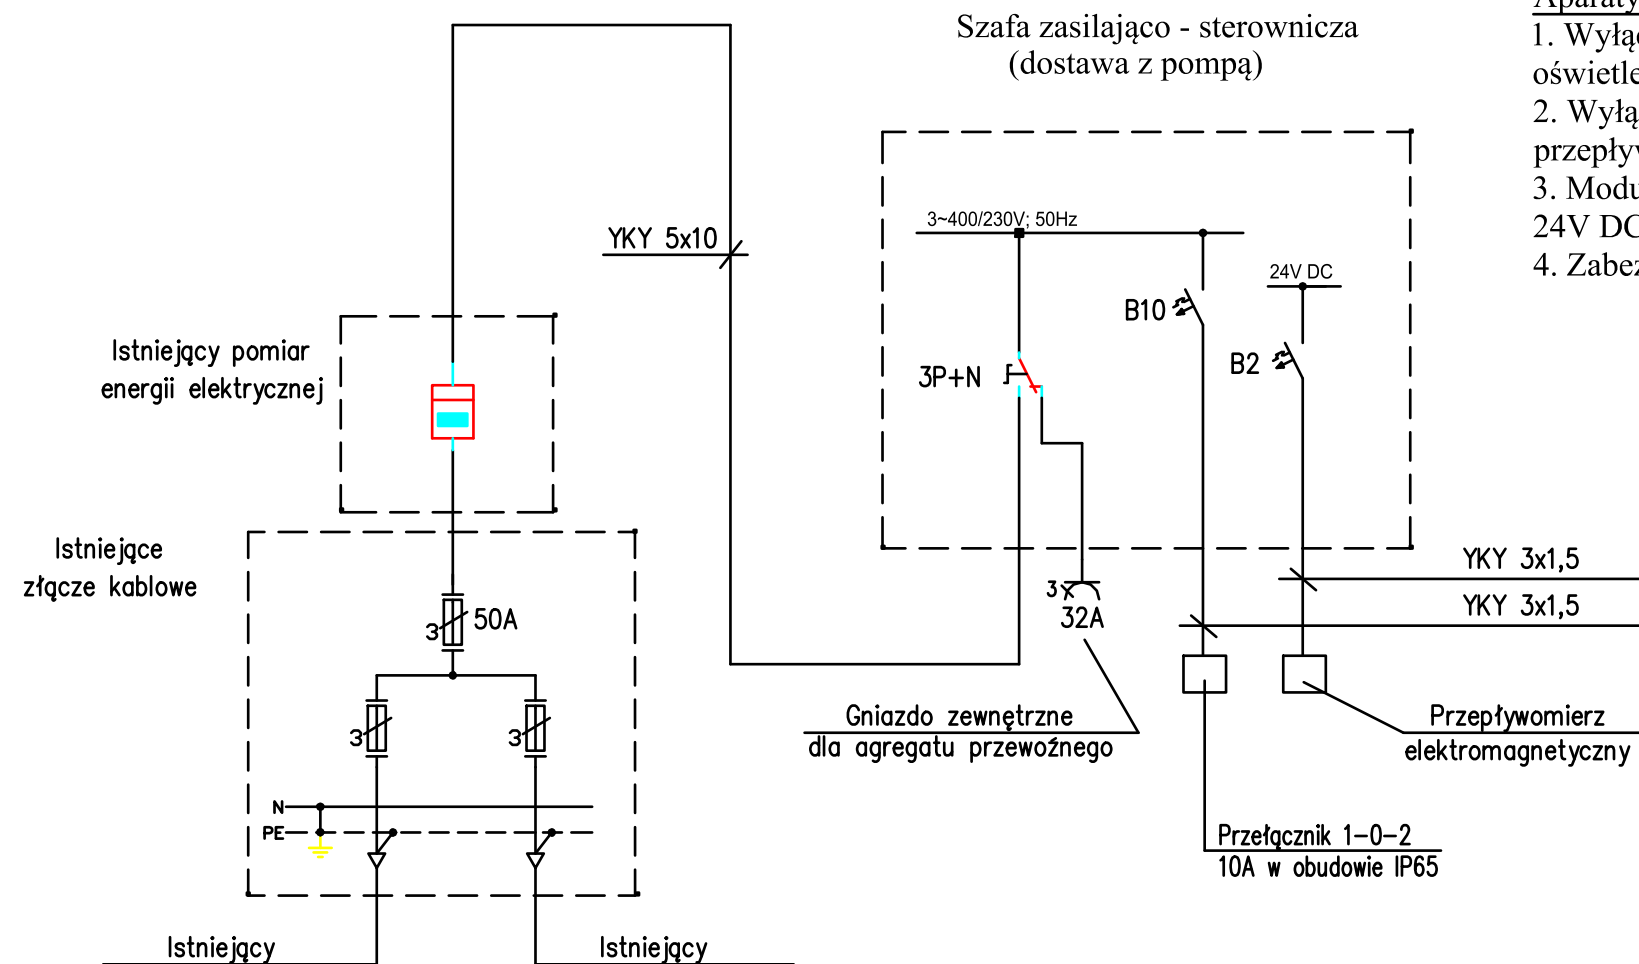 Szafa zasilająco - sterownicza
(dostawa z pompą)
Aparaty
1. Wyłąc
oświetle
2. Wyłą
przepływ
3. Modu
24V DC
4. Zabez
YKY 5x10
3~400/230V; 50Hz
24V DC
B10
B2
3P+N
Istniejący pomiar
energii elektrycznej
Istniejące
złącze kablowe
3
50A
3
3
N
PE
3
32A
YKY 3x1,5
YKY 3x1,5
Gniazdo zewnętrzne
dla agregatu przewoźnego
Przepływomierz
elektromagnetyczny
Przełącznik 1-0-2
10A w obudowie IP65
Istniejący
Istniejący